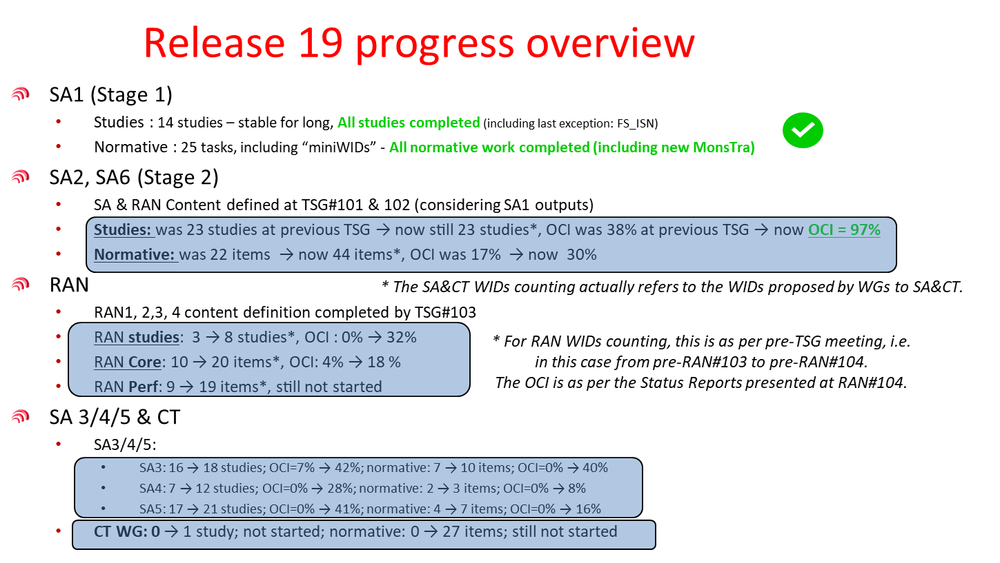 Release 19 progress overview
SA1 (Stage 1)
• Studies : 14 studies – stable for long, All studies completed (including last exception: FS_ISN)
• Normative : 25 tasks, including “miniWIDs” - All normative work completed (including new MonsTra)
SA2, SA6 (Stage 2)
• SA & RAN Content defined at TSG#101 & 102 (considering SA1 outputs)
• Studies: was 23 studies at previous TSG → now still 23 studies*, OCI was 38% at previous TSG → now OCI = 97%
• Normative: was 22 items → now 44 items*, OCI was 17% → now 30%
RAN
* The SA&CT WIDs counting actually refers to the WIDs proposed by WGs to SA&CT.
• RAN1, 2,3, 4 content definition completed by TSG#103
• RAN studies: 3 → 8 studies*, OCI : 0% → 32%
• RAN Core: 10 → 20 items*, OCI: 4% → 18 %
• RAN Perf: 9 → 19 items*, still not started
* For RAN WIDs counting, this is as per pre-TSG meeting, i.e.
in this case from pre-RAN#103 to pre-RAN#104.
The OCI is as per the Status Reports presented at RAN#104.
SA 3/4/5 & CT
• SA3/4/5:
• SA3: 16 → 18 studies; OCI=7% → 42%; normative: 7 → 10 items; OCI=0% → 40%
• SA4: 7 → 12 studies; OCI=0% → 28%; normative: 2 → 3 items; OCI=0% → 8%
• SA5: 17 → 21 studies; OCI=0% → 41%; normative: 4 → 7 items; OCI=0% → 16%
• CT WG: 0 → 1 study; not started; normative: 0 → 27 items; still not started